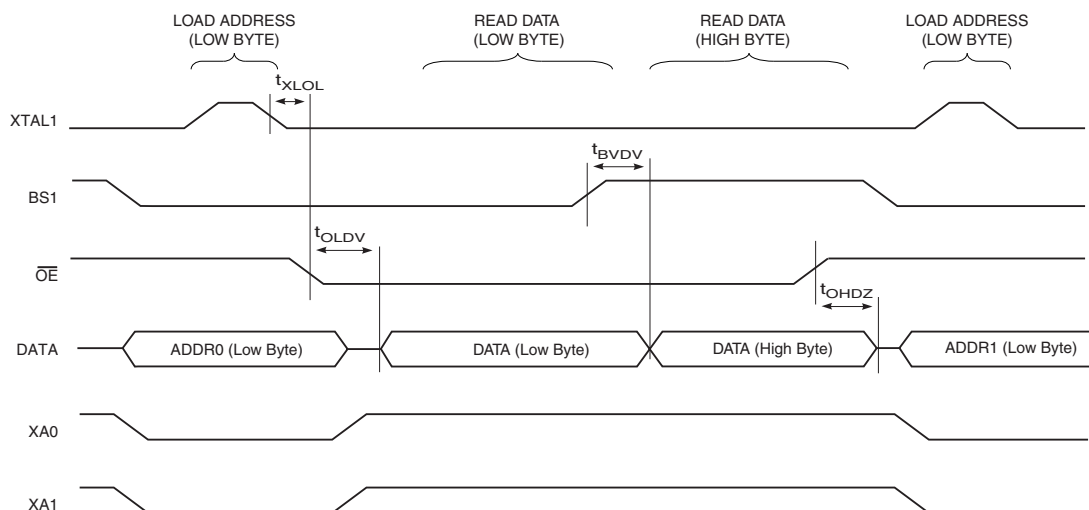 LOAD ADDRESS
(LOW BYTE)
READ DATA
(LOW BYTE)
READ DATA
(HIGH BYTE)
LOAD ADDRESS
(LOW BYTE)
tXLOL
XTAL1
tBVDV
BS1
tOLDV
OE
tOHDZ
DATA
ADDR0 (Low Byte)
DATA (Low Byte)
DATA (High Byte)
ADDR1 (Low Byte)
XA0
XA1